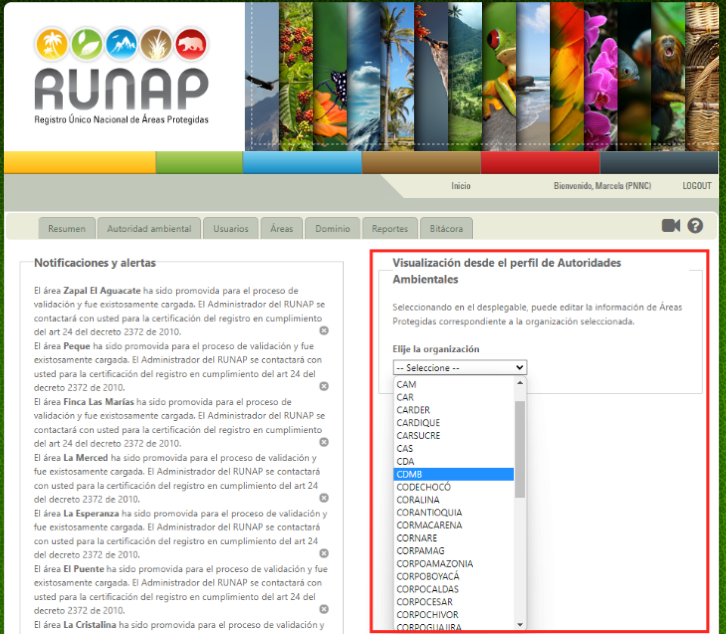 RUNAP
Registro Único Nacional de Áreas Protegidas
Inicio
Bienvenido, Marcela (PNNC)
LOGOUT
Resumen
Autoridad ambiental
Usuarios
Áreas
Dominio
Reportes
Bitácora
Notificaciones y alertas
El área Zapal El Aguacate ha sido promovida para el proceso de
validación y fue existosamente cargada. El Administrador del RUNAP se
contactará con usted para la certificación del registro en cumplimiento
del art 24 del decreto 2372 de 2010.
El área Peque ha sido promovida para el proceso de validación y fue
existosamente cargada. El Administrador del RUNAP se contactará con
usted para la certificación del registro en cumplimiento del art 24 del
decreto 2372 de 2010.
El área Finca Las Marías ha sido promovida para el proceso de
validación y fue existosamente cargada. El Administrador del RUNAP se
contactará con usted para la certificación del registro en cumplimiento
del art 24 del decreto 2372 de 2010.
El área La Merced ha sido promovida para el proceso de validación y
fue existosamente cargada. El Administrador del RUNAP se contactará
con usted para la certificación del registro en cumplimiento del art 24
del decreto 2372 de 2010.
El área La Esperanza ha sido promovida para el proceso de validación y
fue existosamente cargada. El Administrador del RUNAP se contactará
con usted para la certificación del registro en cumplimiento del art 24
del decreto 2372 de 2010.
El área El Puente ha sido promovida para el proceso de validación y fue
existosamente cargada. El Administrador del RUNAP se contactará con
usted para la certificación del registro en cumplimiento del art 24 del
decreto 2372 de 2010.
El área La Cristalina ha sido promovida para el proceso de validación y
Visualización desde el perfil de Autoridades
Ambientales
Seleccionando en el desplegable, puede editar la información de Áreas
Protegidas correspondiente a la organización seleccionada.
Elije la organización
-- Seleccione --
CAM
CAR
CARDER
CARDIQUE
CARSUCRE
CAS
CDA
CDMB
CODECHOCÓ
CORALINA
CORANTIOQUIA
CORMACARENA
CORNARE
CORPAMAG
CORPOAMAZONIA
CORPOBOYACÁ
CORPOCALDAS
CORPOCESAR
CORPOCHIVOR
CORPOGUAJIRA